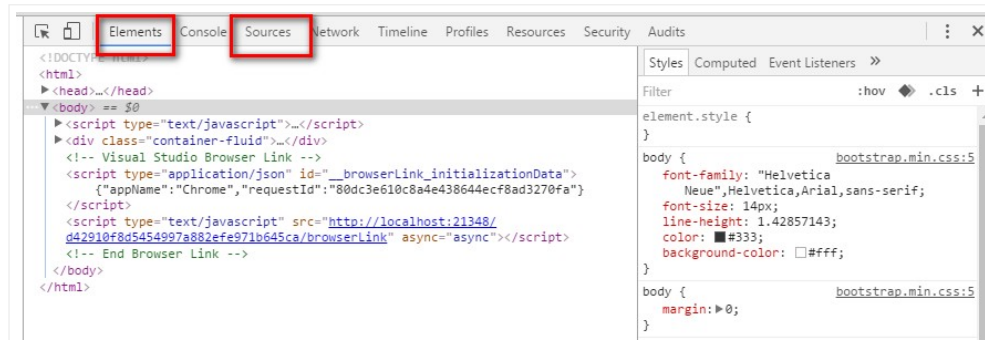 Elements Console Sources Network Timeline Profiles Resources Security Audits
<!DOCTYPE html>
<html>
<head>…</head>
<body> == $0
<script type="text/javascript">…</script>
<div class="container-fluid">…</div>
<!-- Visual Studio Browser Link -->
<script type="application/json" id="__browserLink_initializationData">
{"appName":"Chrome","requestId":"80dc3e610c8a4e438644ecf8ad3270fa"}
</script>
<script type="text/javascript" src="http://localhost:21348/
d42910f8d5454997a882efe971b645ca/browserLink" async="async"></script>
<!-- End Browser Link -->
</body>
</html>
Styles Computed Event Listeners »
Filter :hov .cls +
element.style {
}
body { bootstrap.min.css:5
font-family: "Helvetica
Neue",Helvetica,Arial,sans-serif;
font-size: 14px;
line-height: 1.42857143;
color: #333;
background-color: #fff;
}
body { bootstrap.min.css:5
margin: 0;
}